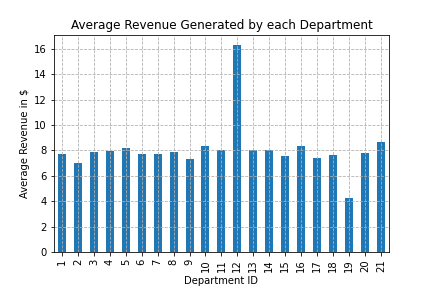 Average Revenue Generated by each Department
Average Revenue in $
16
14
12
10
8
6
4
2
0
1 2 3 4 5 6 7 8 9 10 11 12 13 14 15 16 17 18 19 20 21
Department ID